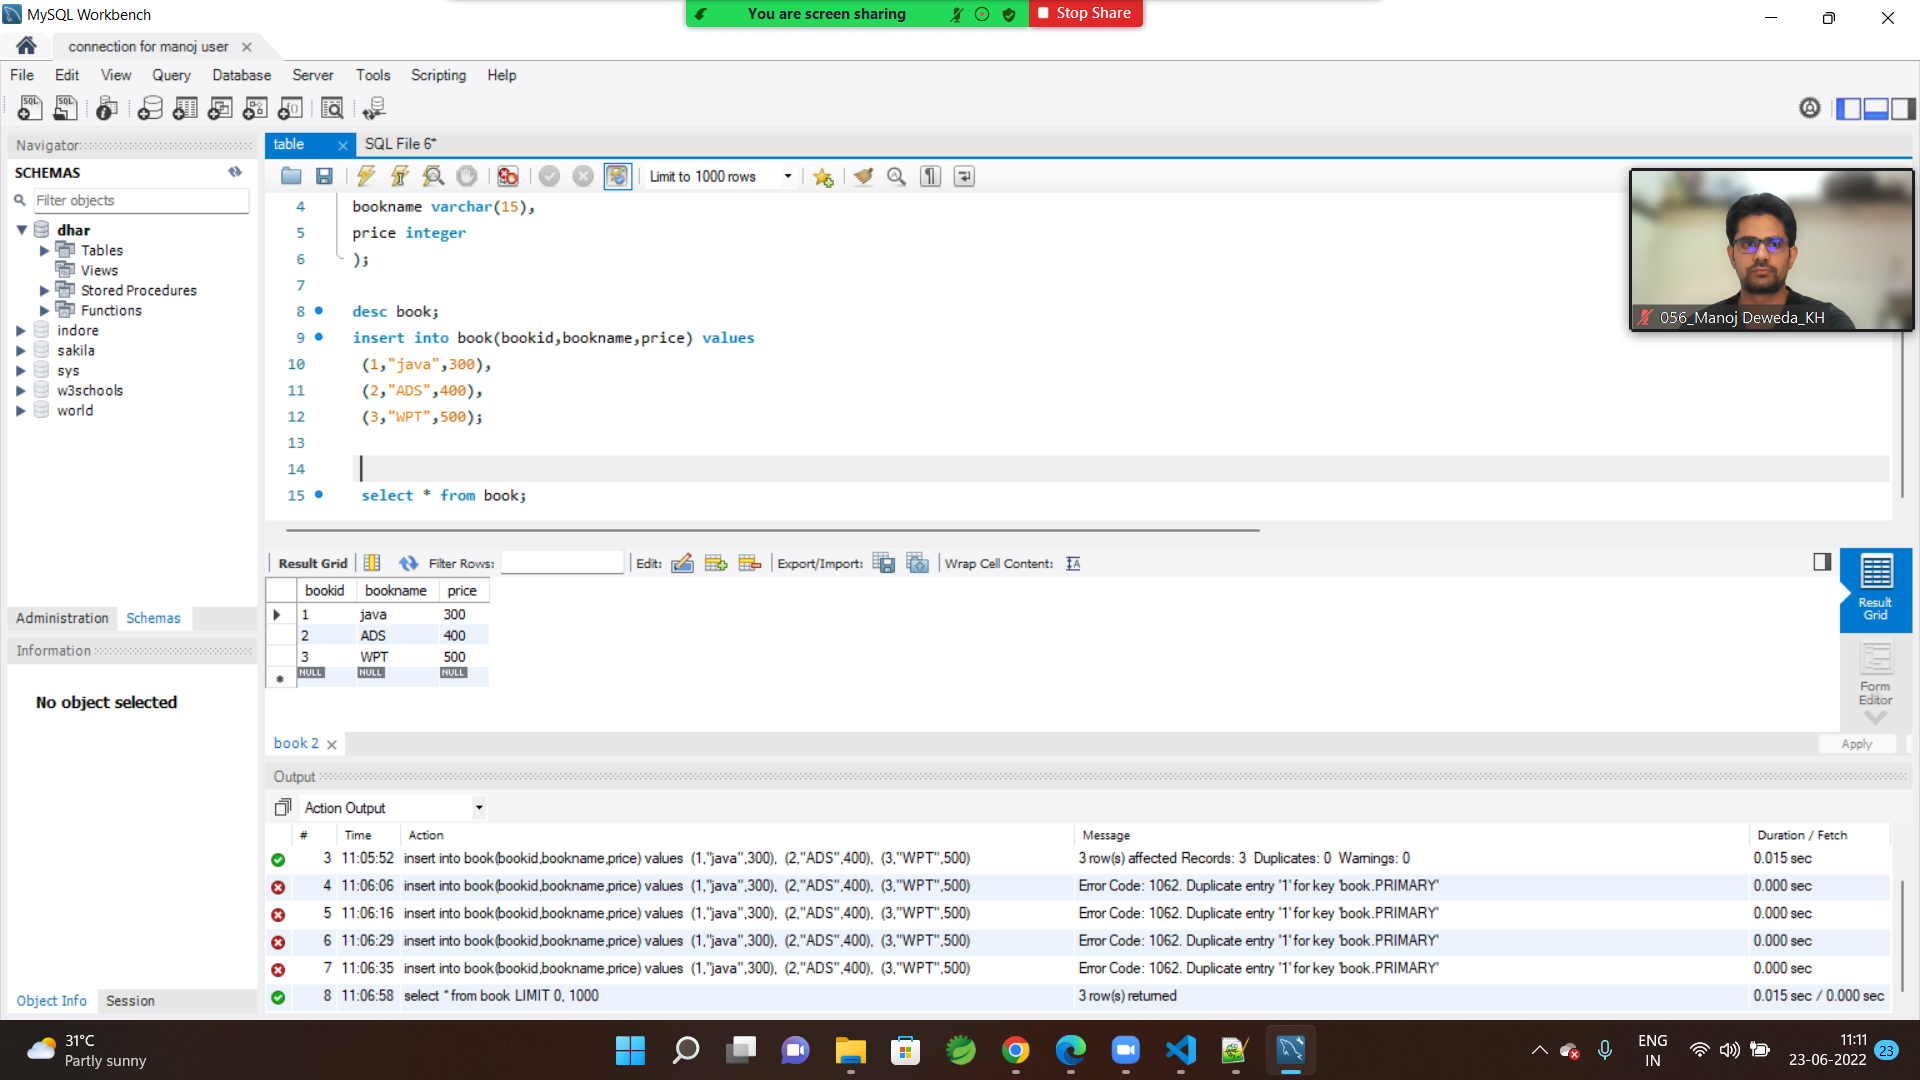 MySQL Workbench
You are screen sharing
Stop Share
connection for manoj user
File Edit View Query Database Server Tools Scripting Help
Navigator
SCHEMAS
Filter objects
dhar
Tables
Views
Stored Procedures
Functions
indore
sakila
sys
w3schools
world
Administration Schemas
Information
No object selected
Object Info Session
table SQL File 6*
Limit to 1000 rows
4 bookname varchar(15),
5 price integer
6 );
7
8 desc book;
9 insert into book(bookid,bookname,price) values
10 (1,"java",300),
11 (2,"ADS",400),
12 (3,"WPT",500);
13
14
15 select * from book;
056_Manoj Deweda_KH
Result Grid Filter Rows: Edit: Export/Import: Wrap Cell Content:
bookid bookname price
1 java 300
2 ADS 400
3 WPT 500
NULL NULL NULL
Result Grid
Form Editor
book 2
Apply
Output
Action Output
# Time Action Message Duration / Fetch
3 11:05:52 insert into book(bookid,bookname,price) values (1,"java",300), (2,"ADS",400), (3,"WPT",500) 3 row(s) affected Records: 3 Duplicates: 0 Warnings: 0 0.015 sec
4 11:06:06 insert into book(bookid,bookname,price) values (1,"java",300), (2,"ADS",400), (3,"WPT",500) Error Code: 1062. Duplicate entry '1' for key 'book.PRIMARY' 0.000 sec
5 11:06:16 insert into book(bookid,bookname,price) values (1,"java",300), (2,"ADS",400), (3,"WPT",500) Error Code: 1062. Duplicate entry '1' for key 'book.PRIMARY' 0.000 sec
6 11:06:29 insert into book(bookid,bookname,price) values (1,"java",300), (2,"ADS",400), (3,"WPT",500) Error Code: 1062. Duplicate entry '1' for key 'book.PRIMARY' 0.000 sec
7 11:06:35 insert into book(bookid,bookname,price) values (1,"java",300), (2,"ADS",400), (3,"WPT",500) Error Code: 1062. Duplicate entry '1' for key 'book.PRIMARY' 0.000 sec
8 11:06:58 select * from book LIMIT 0, 1000 3 row(s) returned 0.015 sec / 0.000 sec
31°C
Partly sunny
ENG
IN
11:11
23-06-2022
23